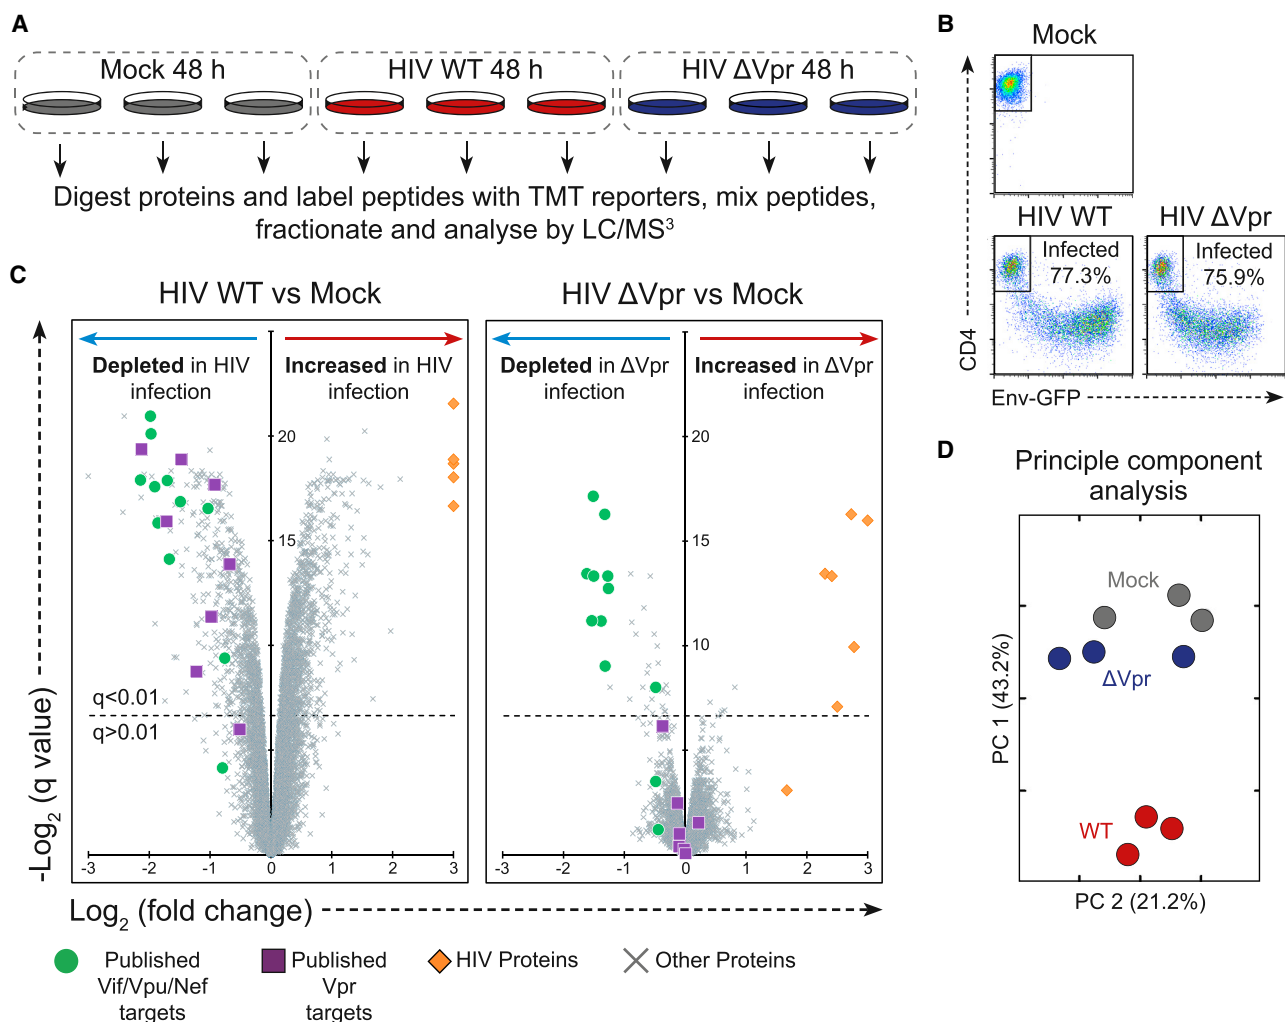 A
Mock 48 h
HIV WT 48 h
HIV ΔVpr 48 h
Digest proteins and label peptides with TMT reporters, mix peptides,
fractionate and analyse by LC/MS³
B
Mock
HIV WT
HIV ΔVpr
Infected
77.3%
Infected
75.9%
CD4
Env-GFP
C
HIV WT vs Mock
HIV ΔVpr vs Mock
Depleted in HIV
infection
Increased in HIV
infection
20
15
q<0.01
q>0.01
-3 -2 -1 0 1 2 3
Depleted in ΔVpr
infection
Increased in ΔVpr
infection
20
15
10
-3 -2 -1 0 1 2 3
-Log₂ (q value)
Log₂ (fold change)
Published
Vif/Vpu/Nef
targets
Published
Vpr
targets
HIV Proteins
Other Proteins
D
Principle component
analysis
Mock
ΔVpr
WT
PC 1 (43.2%)
PC 2 (21.2%)